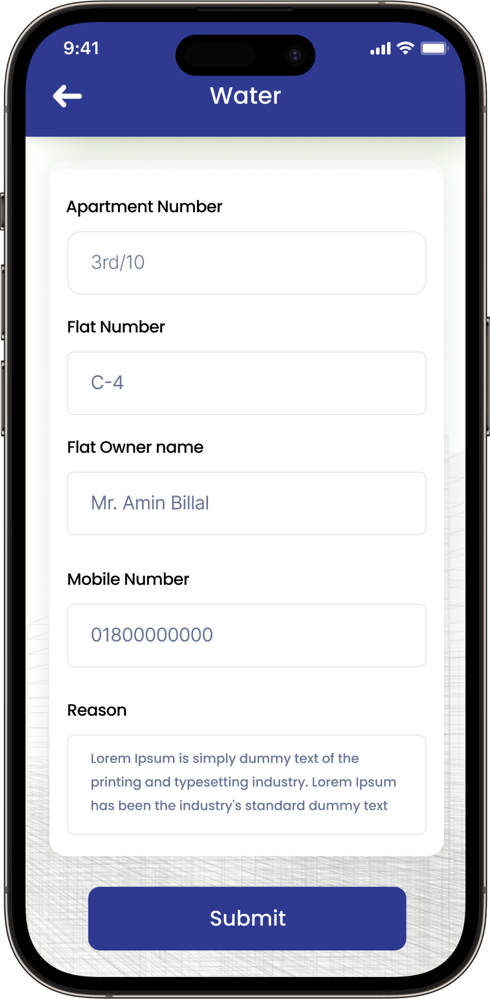 9:41
Water
Apartment Number
3rd/10
Flat Number
C-4
Flat Owner name
Mr. Amin Billal
Mobile Number
01800000000
Reason
Lorem Ipsum is simply dummy text of the
printing and typesetting industry. Lorem Ipsum
has been the industry's standard dummy text
Submit